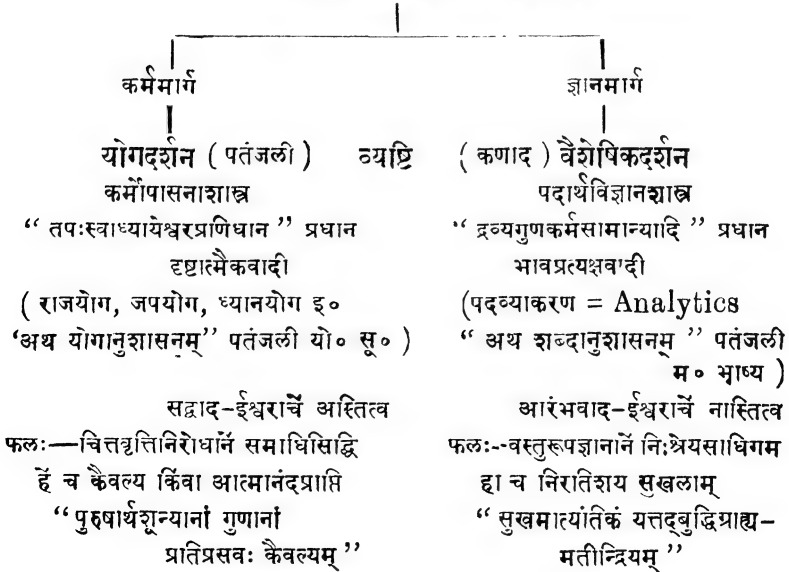 कर्ममार्ग
ज्ञानमार्ग
योगदर्शन ( पतंजली ) व्यष्टि ( कणाद ) वैशेषिकदर्शन
कर्मोपासनाशास्त्र
पदार्थविज्ञानशास्त्र
“ तपःस्वाध्यायेश्वरप्रणिधान ” प्रधान
“ द्रव्यगुणकर्मसामान्यादि ” प्रधान
दृष्टात्मैकवादी
भावप्रत्यक्षवादी
( राजयोग, जपयोग, ध्यानयोग इ०
(पदव्याकरण = Analytics
‘अथ योगानुशासनम्” पतंजली यो० सू० )
“ अथ शब्दानुशासनम् ” पतंजली
म० भाष्य )
सद्वाद-ईश्वराचें अस्तित्व
आरंभवाद-ईश्वराचें नास्तित्व
फलः—चित्तवृत्तिनिरोधानें समाधिसिद्धि
फलः--वस्तुरूपज्ञानानें निःश्रेयसाधिगम
हें च कैवल्य किंवा आत्मानंदप्राप्ति
हा च निरातिशय सुखलाम्
“ पुरुषार्थशून्यानां गुणानां
“ सुखमात्यांतिकं यत्तद्बुद्धिग्राह्य–
प्रातिप्रसवः कैवल्यम् ”
मतीन्द्रियम् ”